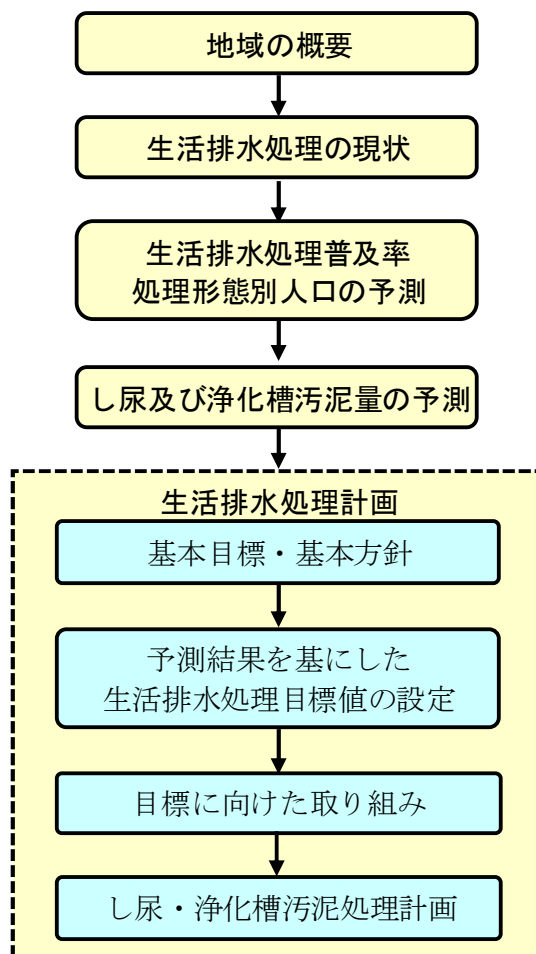 地域の概要
生活排水処理の現状
生活排水処理普及率
処理形態別人口の予測
し尿及び浄化槽汚泥量の予測
生活排水処理計画
基本目標・基本方針
予測結果を基にした
生活排水処理目標値の設定
目標に向けた取り組み
し尿・浄化槽汚泥処理計画